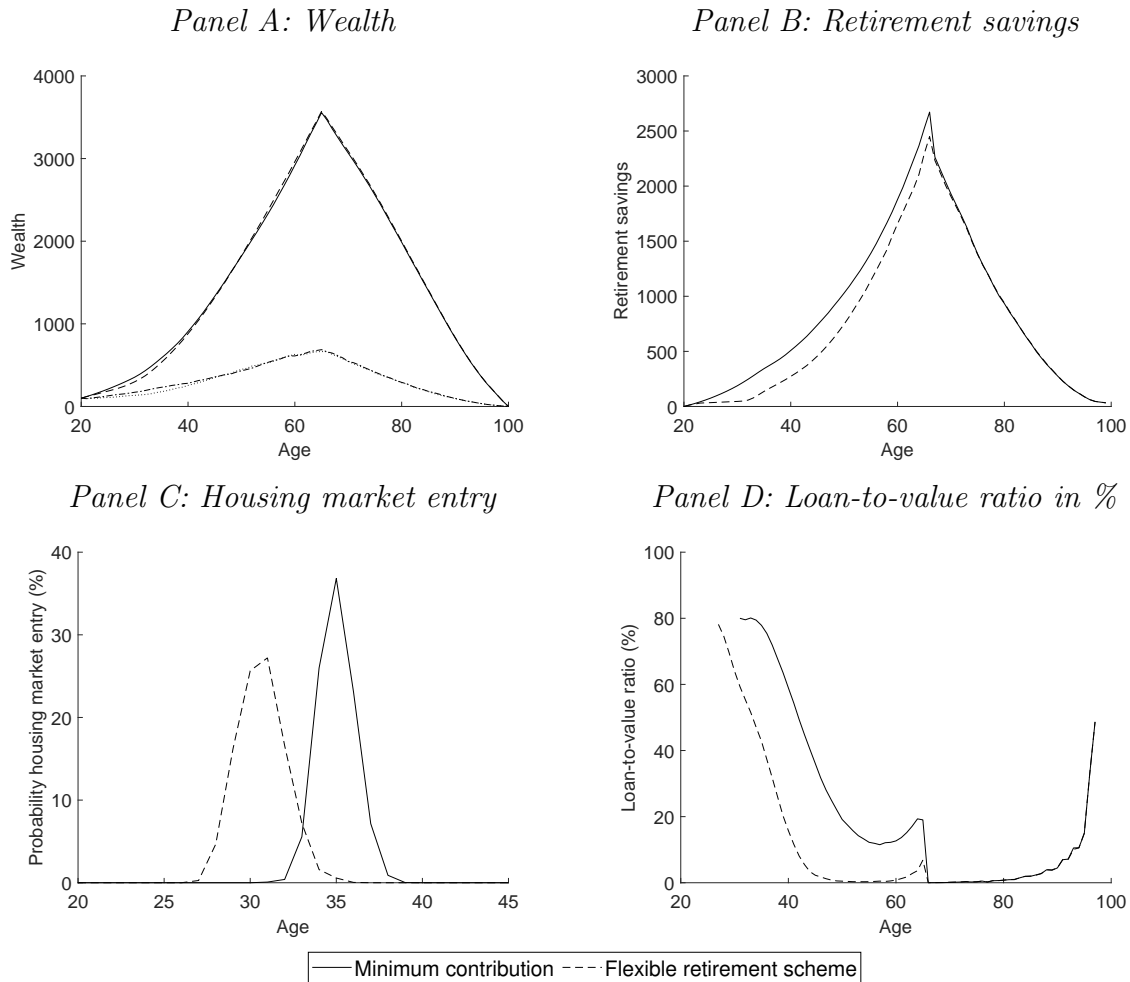 Panel A: Wealth
4000
3000
2000
1000
0
Wealth
20 40 60 80 100
Age
Panel B: Retirement savings
3000
2500
2000
1500
1000
500
0
Retirement savings
20 40 60 80 100
Age
Panel C: Housing market entry
40
30
20
10
0
Probability housing market entry (%)
20 25 30 35 40 45
Age
Panel D: Loan-to-value ratio in %
100
80
60
40
20
0
Loan-to-value ratio (%)
20 40 60 80 100
Age
Minimum contribution Flexible retirement scheme